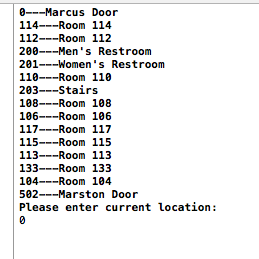 0---Marcus Door
114---Room 114
112---Room 112
200---Men's Restroom
201---Women's Restroom
110---Room 110
203---Stairs
108---Room 108
106---Room 106
117---Room 117
115---Room 115
113---Room 113
133---Room 133
104---Room 104
502---Marston Door
Please enter current location:
0